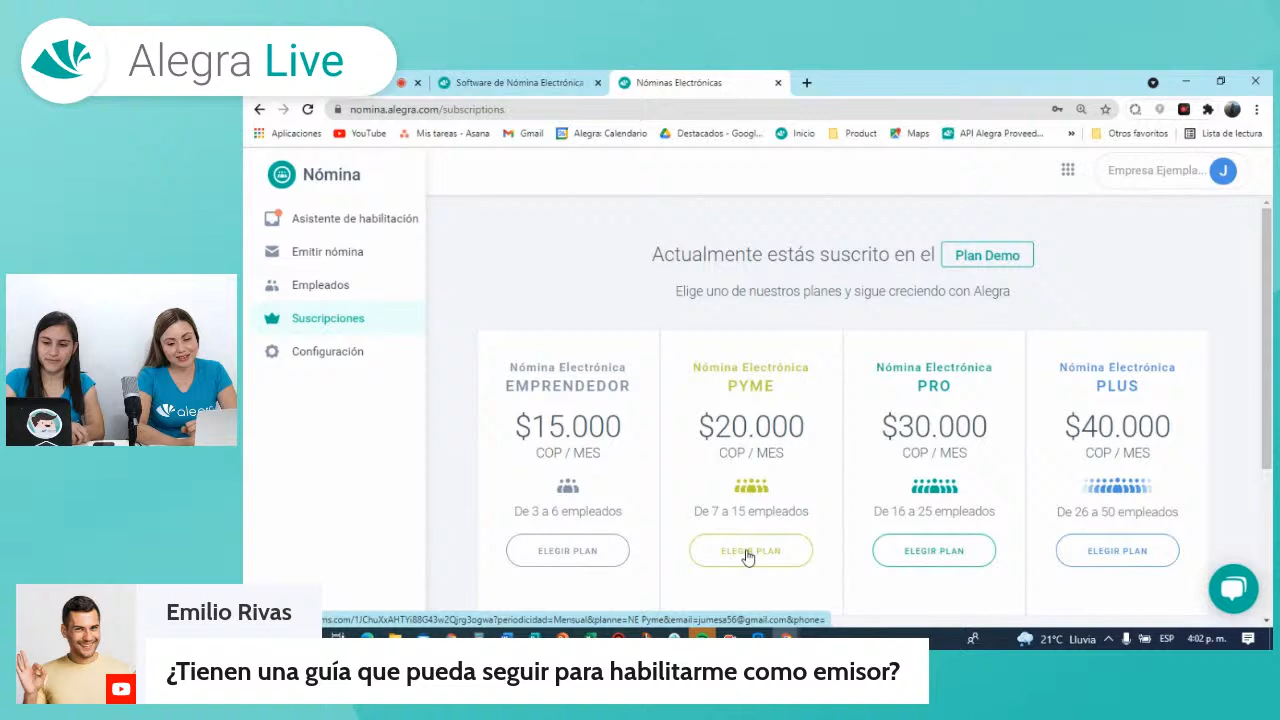 Alegra Live
Software de Nómina Electrónica
Nóminas Electrónicas
nomina.alegra.com/subscriptions
Aplicaciones
YouTube
Mis tareas - Asana
Gmail
Alegra: Calendario
Destacados - Googl...
Inicio
Product
Maps
API Alegra Proveed...
»
Otros favoritos
Lista de lectura
Nómina
Empresa Ejempla...
J
Asistente de habilitación
Emitir nómina
Empleados
Suscripciones
Configuración
Actualmente estás suscrito en el Plan Demo
Elige uno de nuestros planes y sigue creciendo con Alegra
Nómina Electrónica
EMPRENDEDOR
$15.000
COP / MES
De 3 a 6 empleados
ELEGIR PLAN
Nómina Electrónica
PYME
$20.000
COP / MES
De 7 a 15 empleados
ELEGIR PLAN
Nómina Electrónica
PRO
$30.000
COP / MES
De 16 a 25 empleados
ELEGIR PLAN
Nómina Electrónica
PLUS
$40.000
COP / MES
De 26 a 50 empleados
ELEGIR PLAN
21°C Lluvia
ESP
4:02 p. m.
Emilio Rivas
¿Tienen una guía que pueda seguir para habilitarme como emisor?